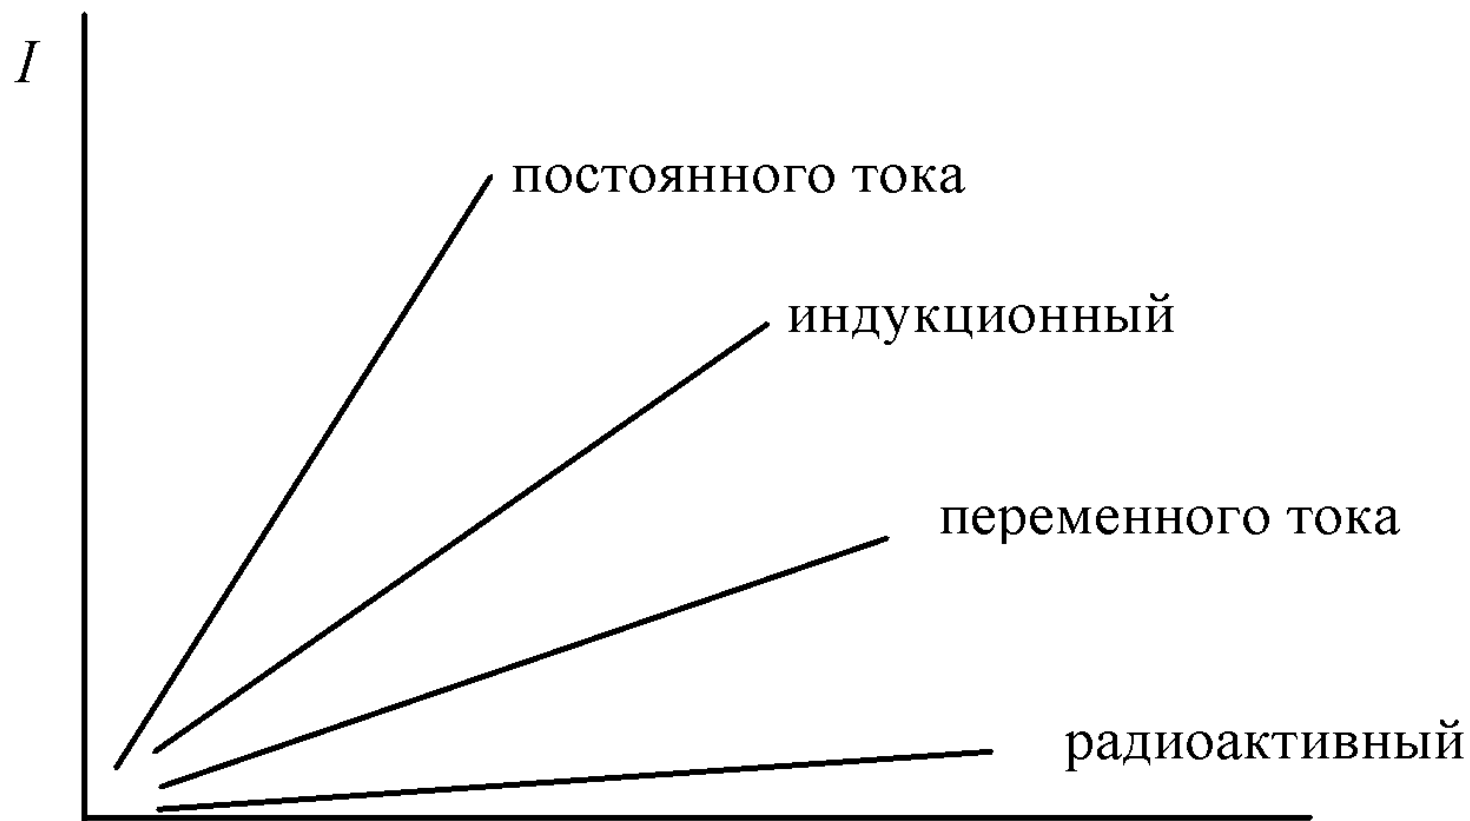 I
постоянного тока
индукционный
переменного тока
радиоактивный